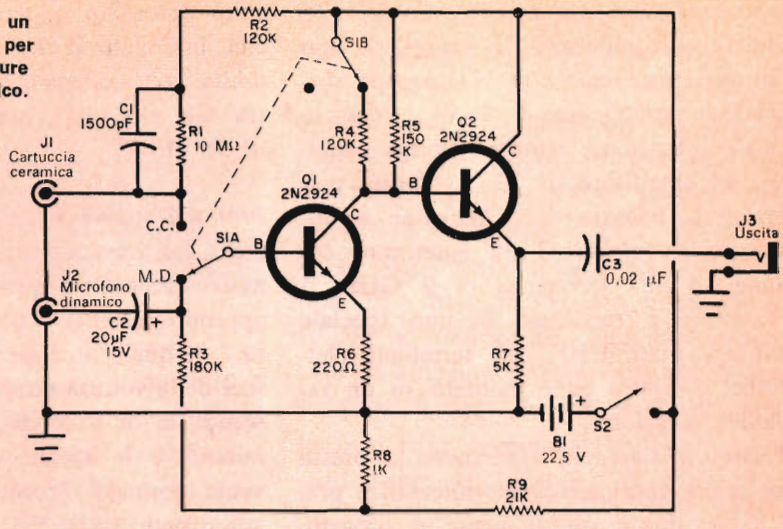 un
per
ure
ico.
R2
120K
S1B
C1
1500pF
R1
10 MΩ
R4
120K
R5
150
K
Q2
2N2924
C
B
E
J1
Cartuccia
ceramica
C.C.
Q1
2N2924
C
S1A
B
E
M.D.
J2
Microfono
dinamico
C2
20µF
15V
+
R3
180K
R6
220Ω
R7
5K
C3
0,02 µF
J3
Uscita
+
B1
22,5 V
S2
R8
1K
R9
21K